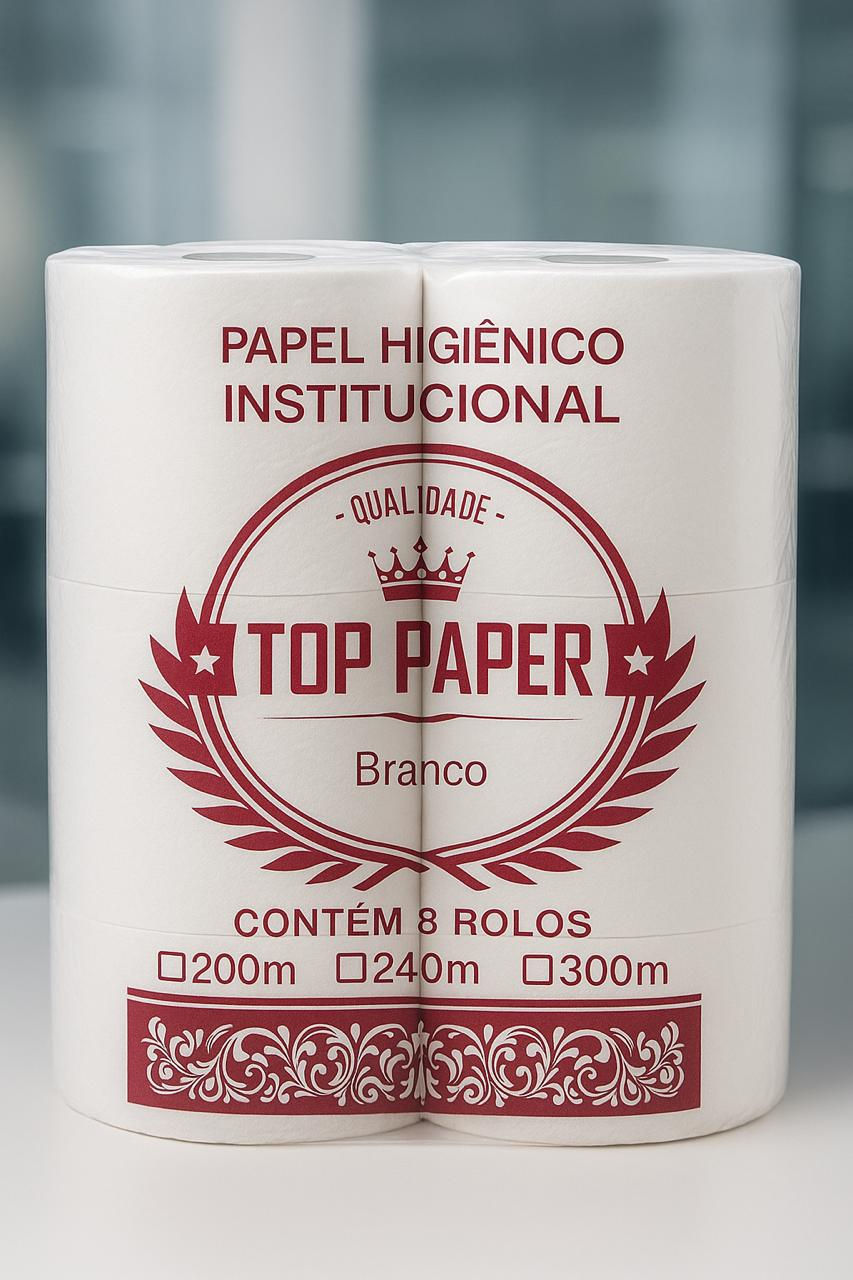 PAPEL HIGIÊNICO
INSTITUCIONAL
- QUALIDADE -
TOP PAPER
Branco
CONTÉM 8 ROLOS
☐200m ☐240m ☐300m